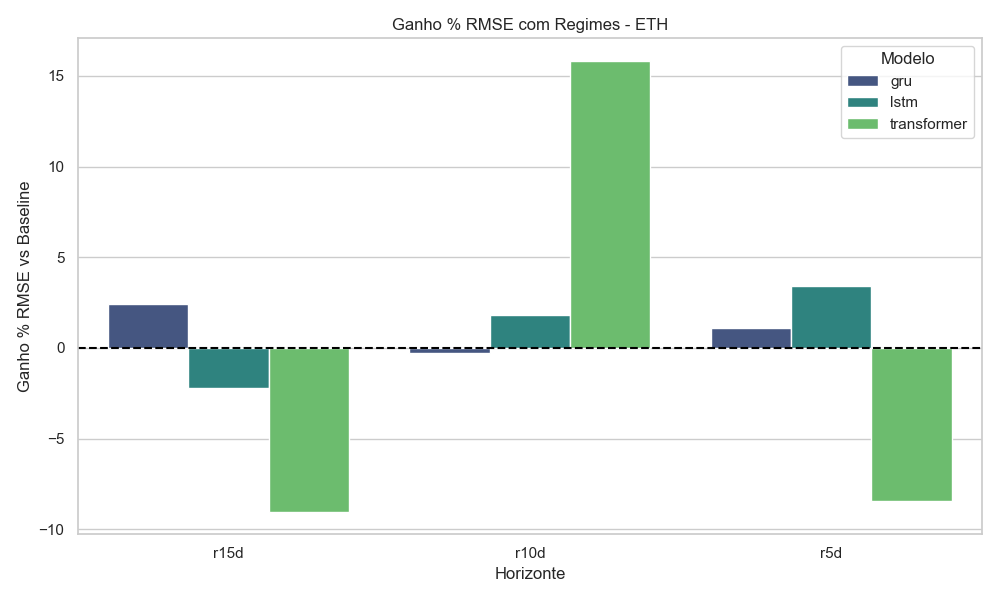 Ganho % RMSE com Regimes - ETH
Ganho % RMSE vs Baseline
15
10
5
0
−5
−10
r15d
r10d
r5d
Horizonte
Modelo
gru
lstm
transformer